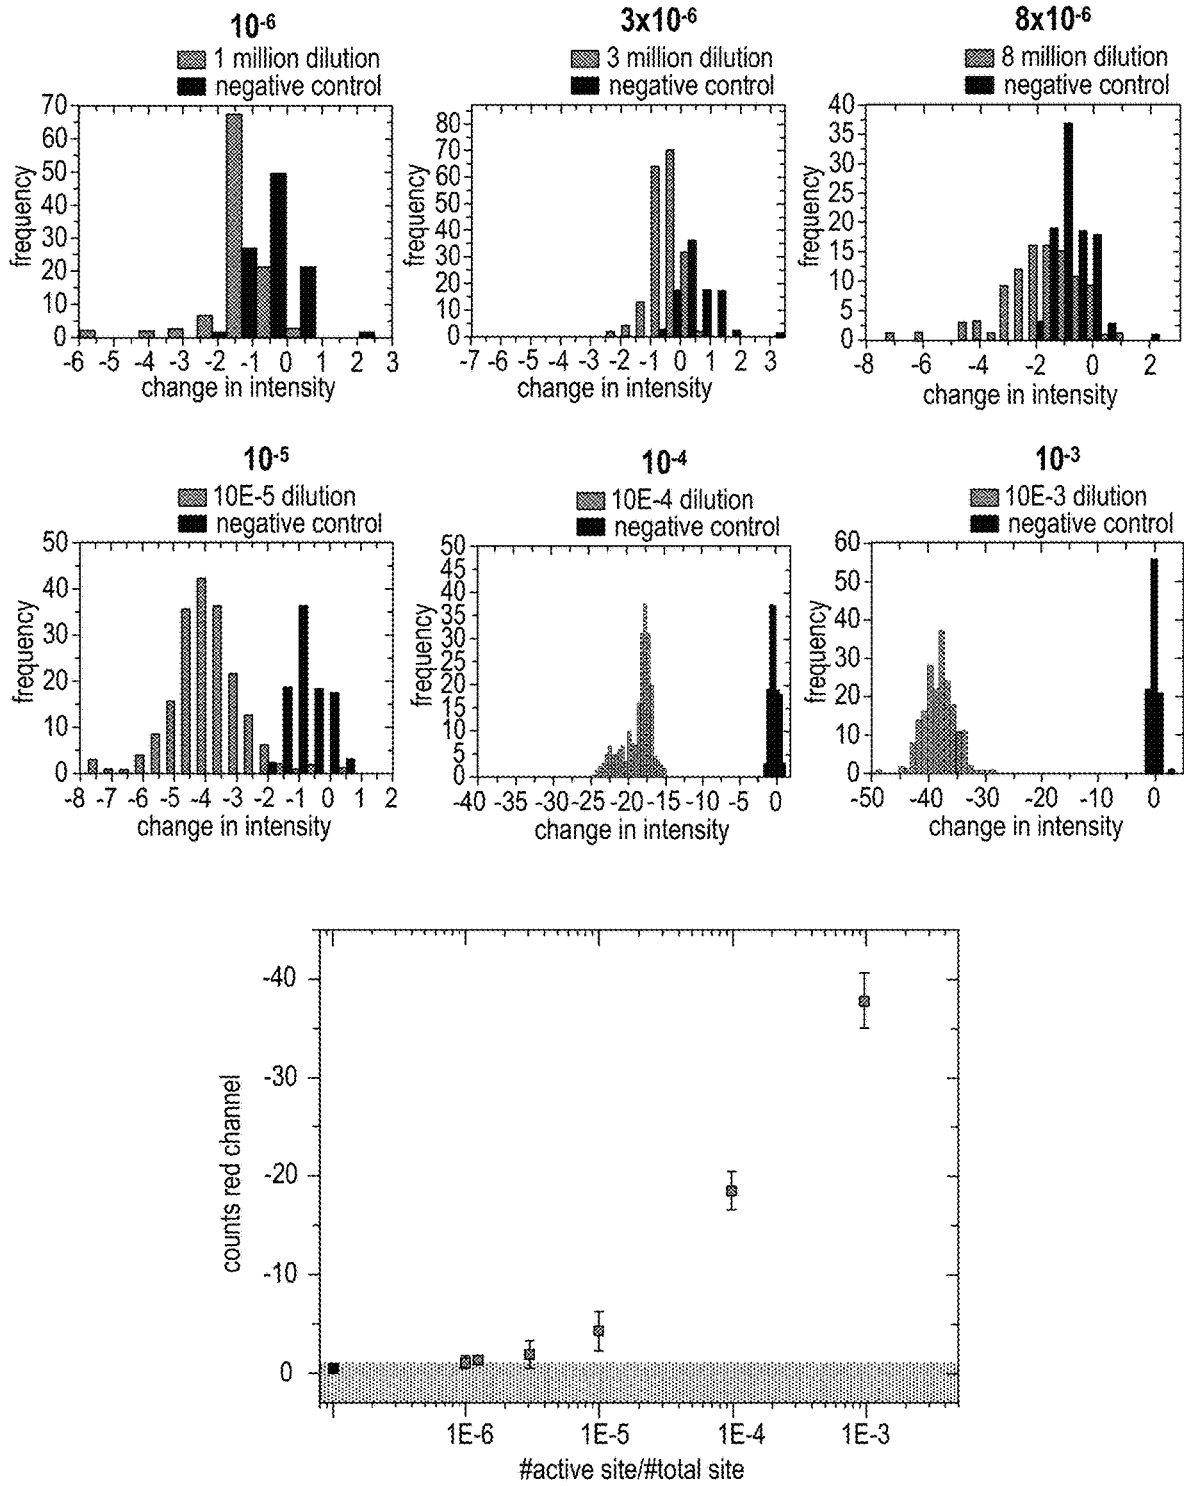 10-6
1 million dilution
negative control
70
60
50
40
30
20
10
0
frequency
-6 -5 -4 -3 -2 -1 0 1 2 3
change in intensity
3x10-6
3 million dilution
negative control
80
70
60
50
40
30
20
10
0
frequency
-7 -6 -5 -4 -3 -2 -1 0 1 2 3
change in intensity
8x10-6
8 million dilution
negative control
40
35
30
25
20
15
10
5
0
frequency
-8 -6 -4 -2 0 2
change in intensity
10-5
10E-5 dilution
negative control
50
40
30
20
10
0
frequency
-8 -7 -6 -5 -4 -3 -2 -1 0 1 2
change in intensity
10-4
10E-4 dilution
negative control
50
45
40
35
30
25
20
15
10
5
0
frequency
-40 -35 -30 -25 -20 -15 -10 -5 0
change in intensity
10-3
10E-3 dilution
negative control
60
50
40
30
20
10
0
frequency
-50 -40 -30 -20 -10 0
change in intensity
-40
-30
-20
-10
0
counts red channel
1E-6 1E-5 1E-4 1E-3
#active site/#total site